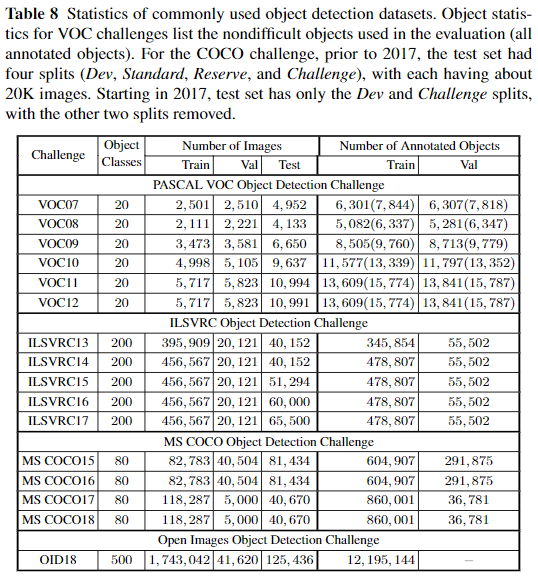 Table 8 Statistics of commonly used object detection datasets. Object statis-
tics for VOC challenges list the nondifficult objects used in the evaluation (all
annotated objects). For the COCO challenge, prior to 2017, the test set had
four splits (Dev, Standard, Reserve, and Challenge), with each having about
20K images. Starting in 2017, test set has only the Dev and Challenge splits,
with the other two splits removed.
Challenge Object Classes Number of Images Number of Annotated Objects
Train Val Test Train Val
PASCAL VOC Object Detection Challenge
VOC07 20 2,501 2,510 4,952 6,301(7,844) 6,307(7,818)
VOC08 20 2,111 2,221 4,133 5,082(6,337) 5,281(6,347)
VOC09 20 3,473 3,581 6,650 8,505(9,760) 8,713(9,779)
VOC10 20 4,998 5,105 9,637 11,577(13,339) 11,797(13,352)
VOC11 20 5,717 5,823 10,994 13,609(15,774) 13,841(15,787)
VOC12 20 5,717 5,823 10,991 13,609(15,774) 13,841(15,787)
ILSVRC Object Detection Challenge
ILSVRC13 200 395,909 20,121 40,152 345,854 55,502
ILSVRC14 200 456,567 20,121 40,152 478,807 55,502
ILSVRC15 200 456,567 20,121 51,294 478,807 55,502
ILSVRC16 200 456,567 20,121 60,000 478,807 55,502
ILSVRC17 200 456,567 20,121 65,500 478,807 55,502
MS COCO Object Detection Challenge
MS COCO15 80 82,783 40,504 81,434 604,907 291,875
MS COCO16 80 82,783 40,504 81,434 604,907 291,875
MS COCO17 80 118,287 5,000 40,670 860,001 36,781
MS COCO18 80 118,287 5,000 40,670 860,001 36,781
Open Images Object Detection Challenge
OID18 500 1,743,042 41,620 125,436 12,195,144 –